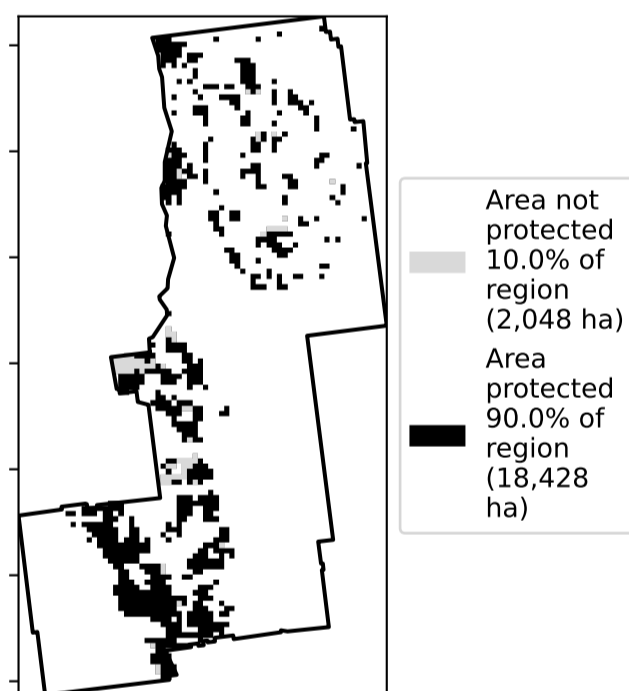 Area not
protected
10.0% of
region
(2,048 ha)
Area
protected
90.0% of
region
(18,428
ha)